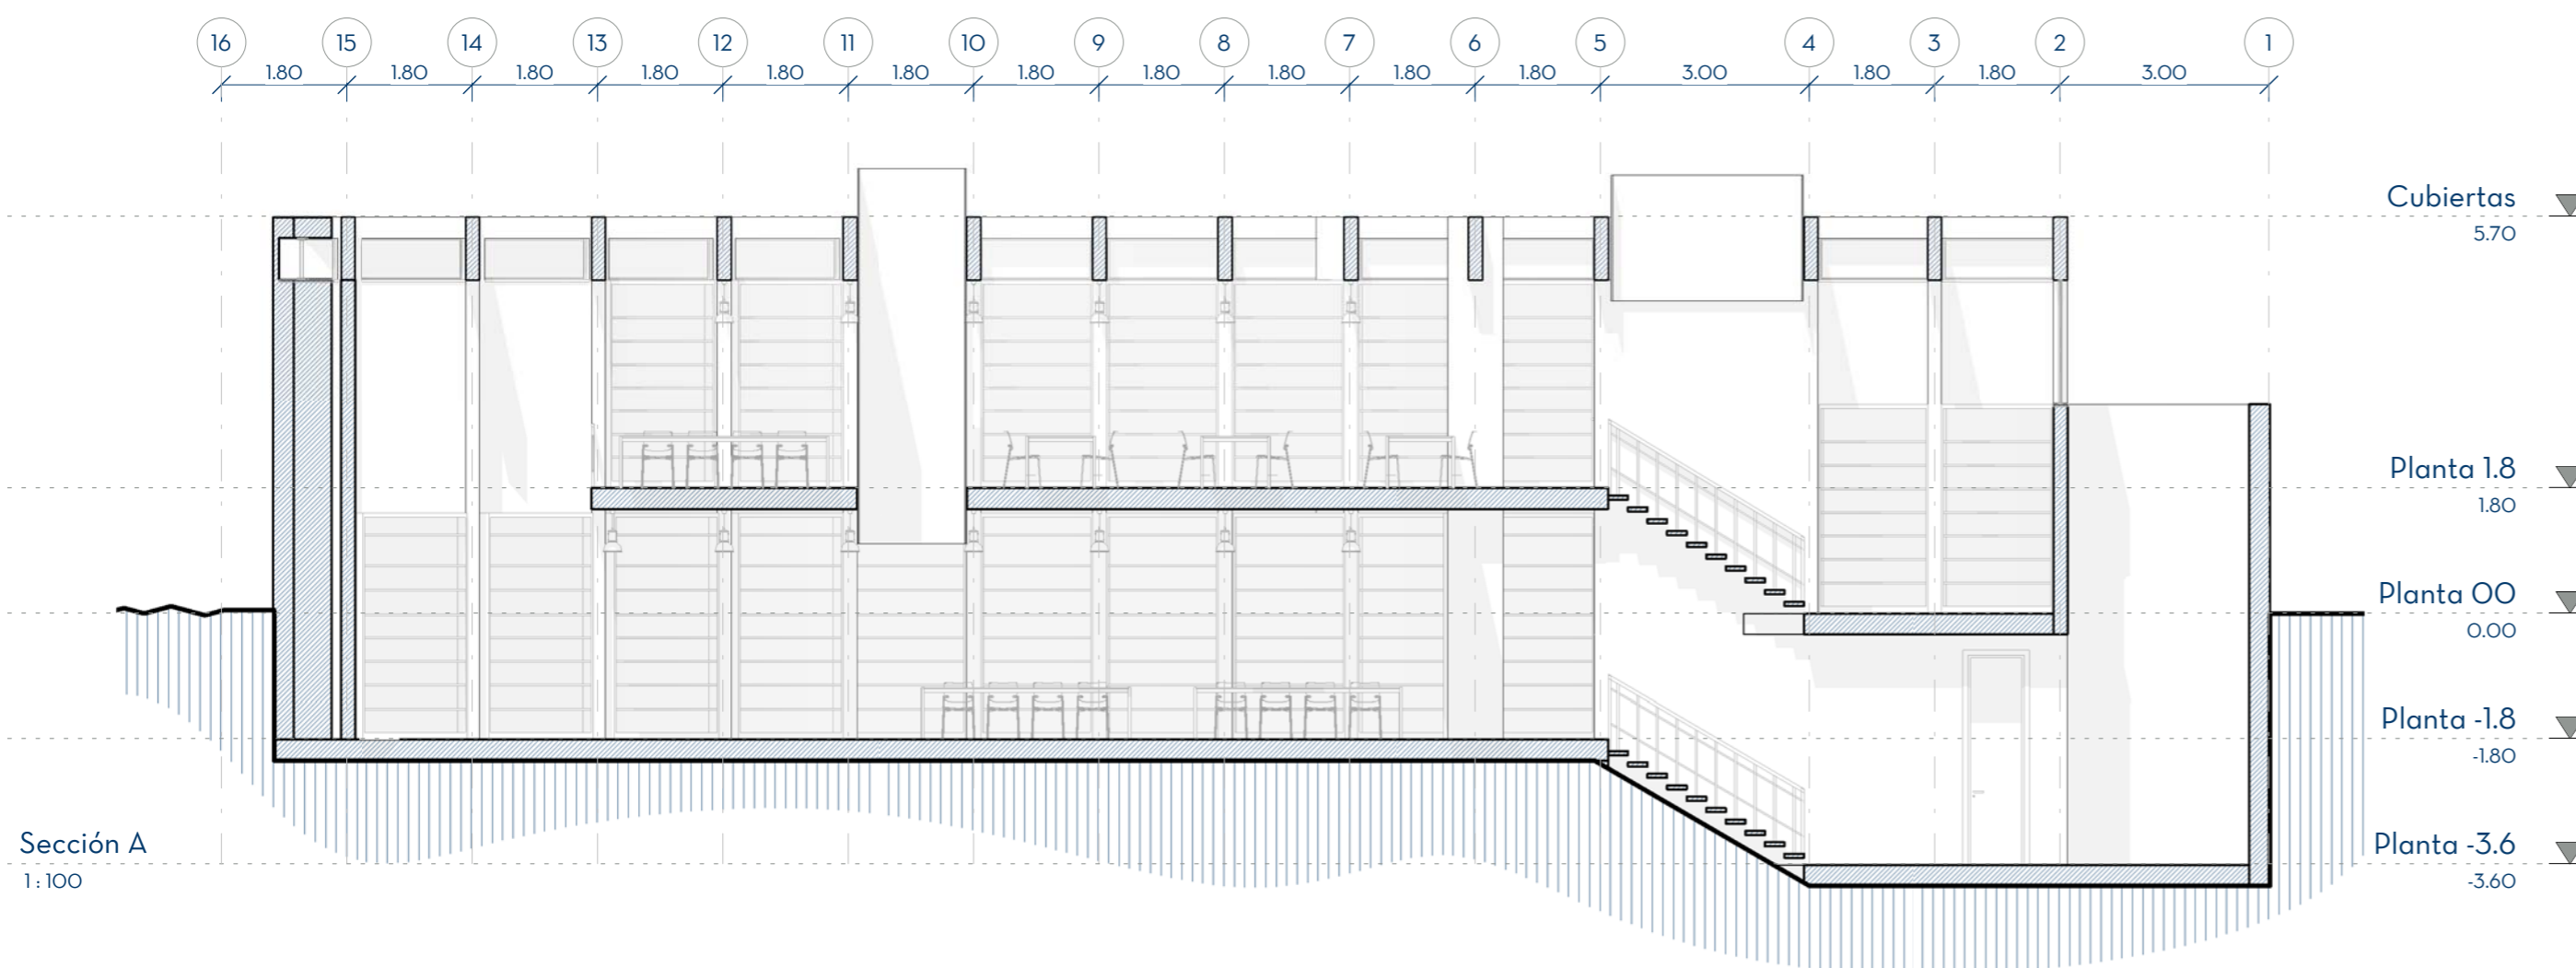 16 15 14 13 12 11 10 9 8 7 6 5 4 3 2 1
1.80 1.80 1.80 1.80 1.80 1.80 1.80 1.80 1.80 1.80 1.80 3.00 1.80 1.80 3.00
Cubiertas
5.70
Planta 1.8
1.80
Planta 00
0.00
Planta -1.8
-1.80
Planta -3.6
-3.60
Sección A
1 : 100